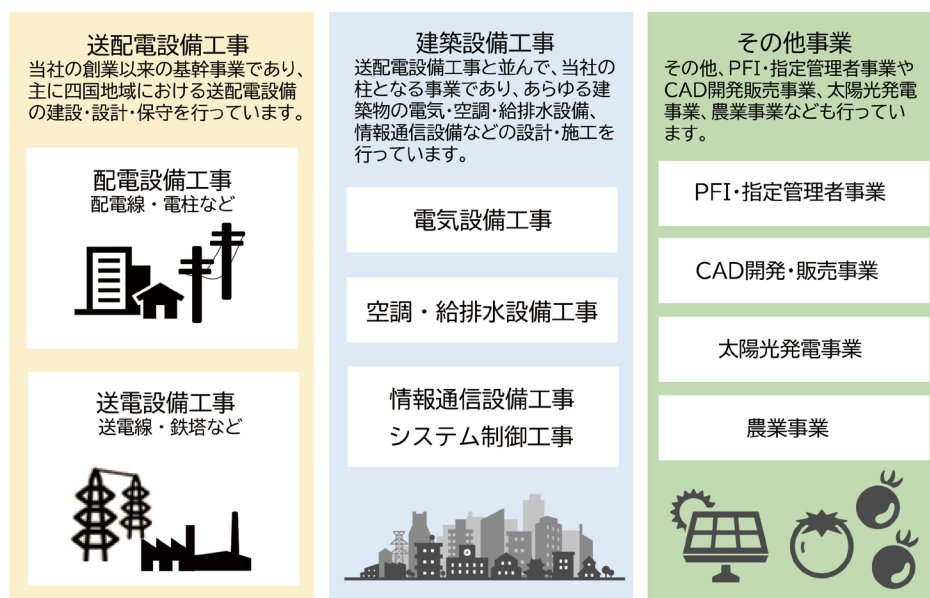 送配電設備工事
当社の創業以来の基幹事業であり、
主に四国地域における送配電設備
の建設・設計・保守を行っています。
配電設備工事
配電線・電柱など
送電設備工事
送電線・鉄塔など
建築設備工事
送配電設備工事と並んで、当社の
柱となる事業であり、あらゆる建
築物の電気・空調・給排水設備、
情報通信設備などの設計・施工を
行っています。
電気設備工事
空調・給排水設備工事
情報通信設備工事
システム制御工事
その他事業
その他、PFI・指定管理者事業や
CAD開発販売事業、太陽光発電
事業、農業事業なども行ってい
ます。
PFI・指定管理者事業
CAD開発・販売事業
太陽光発電事業
農業事業